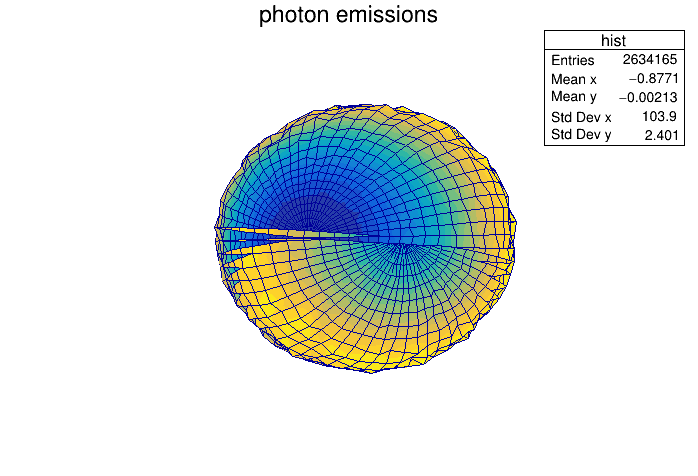 photon emissions
hist
Entries 2634165
Mean x −0.8771
Mean y −0.00213
Std Dev x 103.9
Std Dev y 2.401